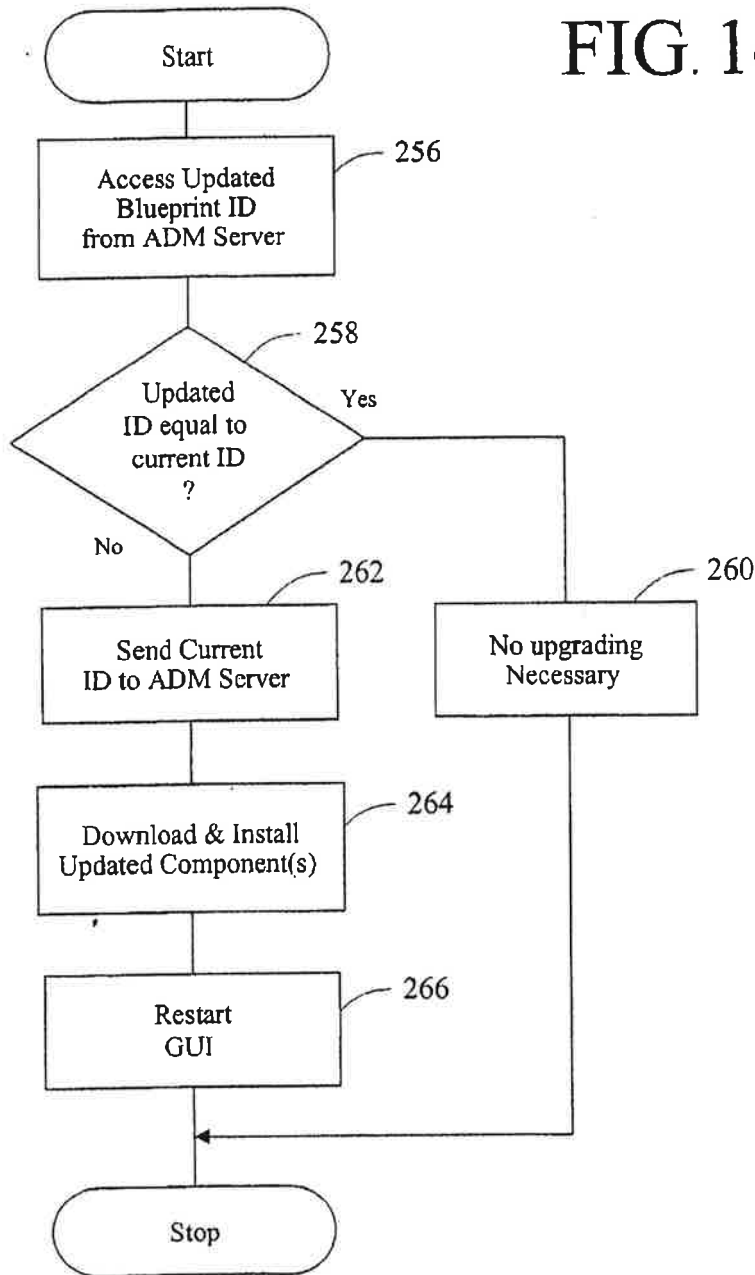 FIG. 1
Start
Access Updated
Blueprint ID
from ADM Server
256
Updated
ID equal to
current ID
?
258
Yes
No
Send Current
ID to ADM Server
262
No upgrading
Necessary
260
Download & Install
Updated Component(s)
264
Restart
GUI
266
Stop